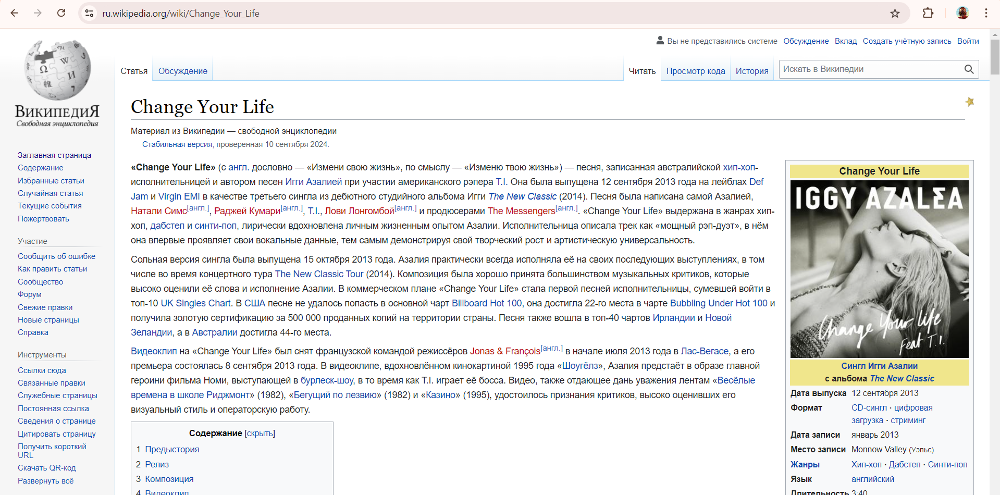 ru.wikipedia.org/wiki/Change_Your_Life
Вы не представились системе Обсуждение Вклад Создать учётную запись Войти
Статья Обсуждение Читать Просмотр кода История Искать в Википедии
ВИКИПЕДИЯ
Свободная энциклопедия
Заглавная страница
Содержание
Избранные статьи
Случайная статья
Текущие события
Пожертвовать
Участие
Сообщить об ошибке
Как править статьи
Сообщество
Форум
Свежие правки
Новые страницы
Справка
Инструменты
Ссылки сюда
Связанные правки
Служебные страницы
Постоянная ссылка
Сведения о странице
Цитировать страницу
Получить короткий
URL
Скачать QR-код
Развернуть всё
Change Your Life
Материал из Википедии — свободной энциклопедии
Стабильная версия, проверенная 10 сентября 2024.
«Change Your Life» (с англ. дословно — «Измени свою жизнь», по смыслу — «Изменю твою жизнь») — песня, записанная австралийской хип-хоп-
исполнительницей и автором песен Игги Азалией при участии американского рэпера T.I. Она была выпущена 12 сентября 2013 года на лейблах Def
Jam и Virgin EMI в качестве третьего сингла из дебютного студийного альбома Игги The New Classic (2014). Песня была написана самой Азалией,
Натали Симс[англ.], Раджей Кумари[англ.], T.I., Лови Лонгомбой[англ.] и продюсерами The Messengers[англ.]. «Change Your Life» выдержана в жанрах хип-
хоп, дабстеп и синти-поп, лирически вдохновлена личным жизненным опытом Азалии. Исполнительница описала трек как «мощный рэп-дуэт», в нём
она впервые проявляет свои вокальные данные, тем самым демонстрируя свой творческий рост и артистическую универсальность.
Сольная версия сингла была выпущена 15 октября 2013 года. Азалия практически всегда исполняла её на своих последующих выступлениях, в том
числе во время концертного тура The New Classic Tour (2014). Композиция была хорошо принята большинством музыкальных критиков, которые
высоко оценили её слова и исполнение Азалии. В коммерческом плане «Change Your Life» стала первой песней исполнительницы, сумевшей войти в
топ-10 UK Singles Chart. В США песне не удалось попасть в основной чарт Billboard Hot 100, она достигла 22-го места в чарте Bubbling Under Hot 100 и
получила золотую сертификацию за 500 000 проданных копий на территории страны. Песня также вошла в топ-40 чартов Ирландии и Новой
Зеландии, а в Австралии достигла 44-го места.
Видеоклип на «Change Your Life» был снят французской командой режиссёров Jonas & François[англ.] в начале июля 2013 года в Лас-Вегасе, а его
премьера состоялась 8 сентября 2013 года. В видеоклипе, вдохновлённом кинокартиной 1995 года «Шоугёлз», Азалия предстаёт в образе главной
героини фильма Номи, выступающей в бурлеск-шоу, в то время как T.I. играет её босса. Видео, также отдающее дань уважения лентам «Весёлые
времена в школе Риджмонт» (1982), «Бегущий по лезвию» (1982) и «Казино» (1995), удостоилось признания критиков, высоко оценивших его
визуальный стиль и операторскую работу.
Содержание [скрыть]
1 Предыстория
2 Релиз
3 Композиция
4 Видеоклип
Change Your Life
IGGY AZALEA
Change Your Life
Feat T.I.
Сингл Игги Азалии
с альбома The New Classic
Дата выпуска 12 сентября 2013
Формат CD-сингл · цифровая
загрузка · стриминг
Дата записи январь 2013
Место записи Monnow Valley (Уэльс)
Жанры Хип-хоп · Дабстеп · Синти-поп
Язык английский
Длительность 3:40